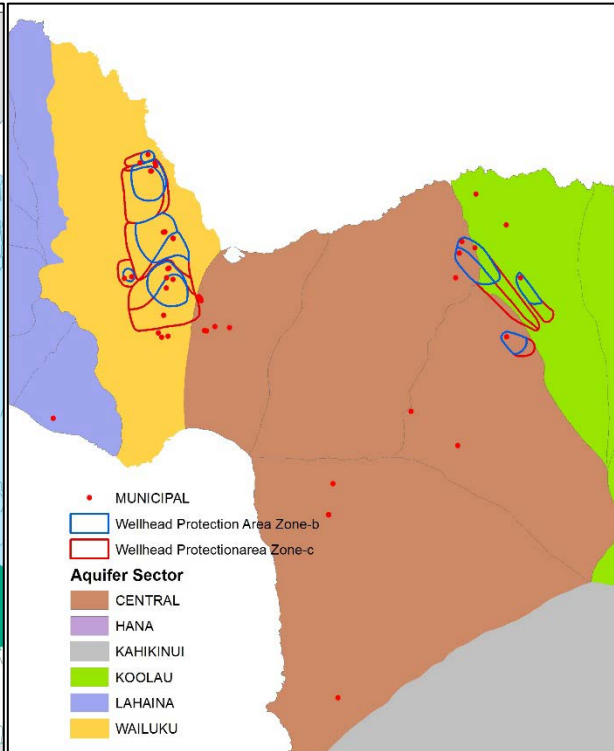 MUNICIPAL
Wellhead Protection Area Zone-b
Wellhead Protectionarea Zone-c
Aquifer Sector
CENTRAL
HANA
KAHIKINUI
KOOLAU
LAHAINA
WAILUKU